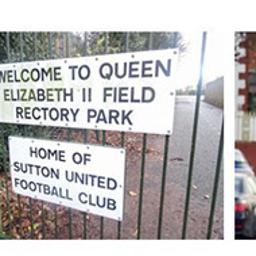 WELCOME TO QUEEN
ELIZABETH II FIELD
RECTORY PARK
HOME OF
SUTTON UNITED
FOOTBALL CLUB